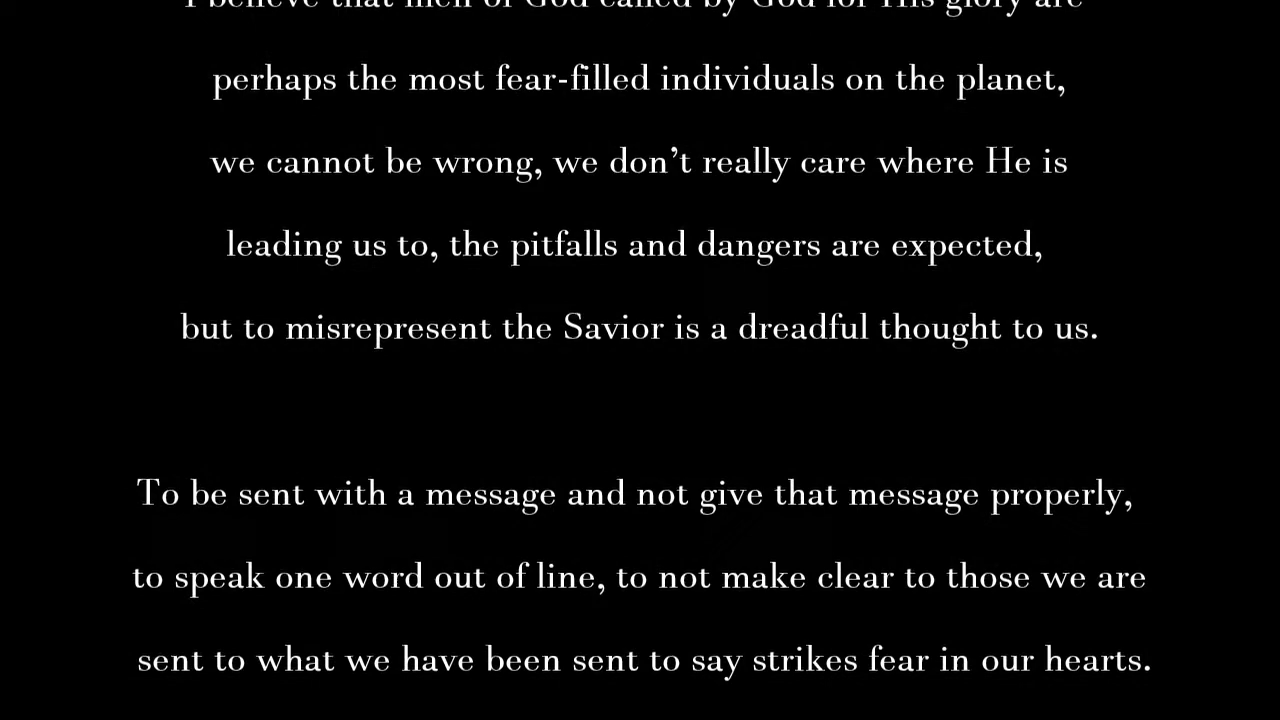 I believe that men of God called by God for His glory are
perhaps the most fear-filled individuals on the planet,
we cannot be wrong, we don’t really care where He is
leading us to, the pitfalls and dangers are expected,
but to misrepresent the Savior is a dreadful thought to us.
To be sent with a message and not give that message properly,
to speak one word out of line, to not make clear to those we are
sent to what we have been sent to say strikes fear in our hearts.